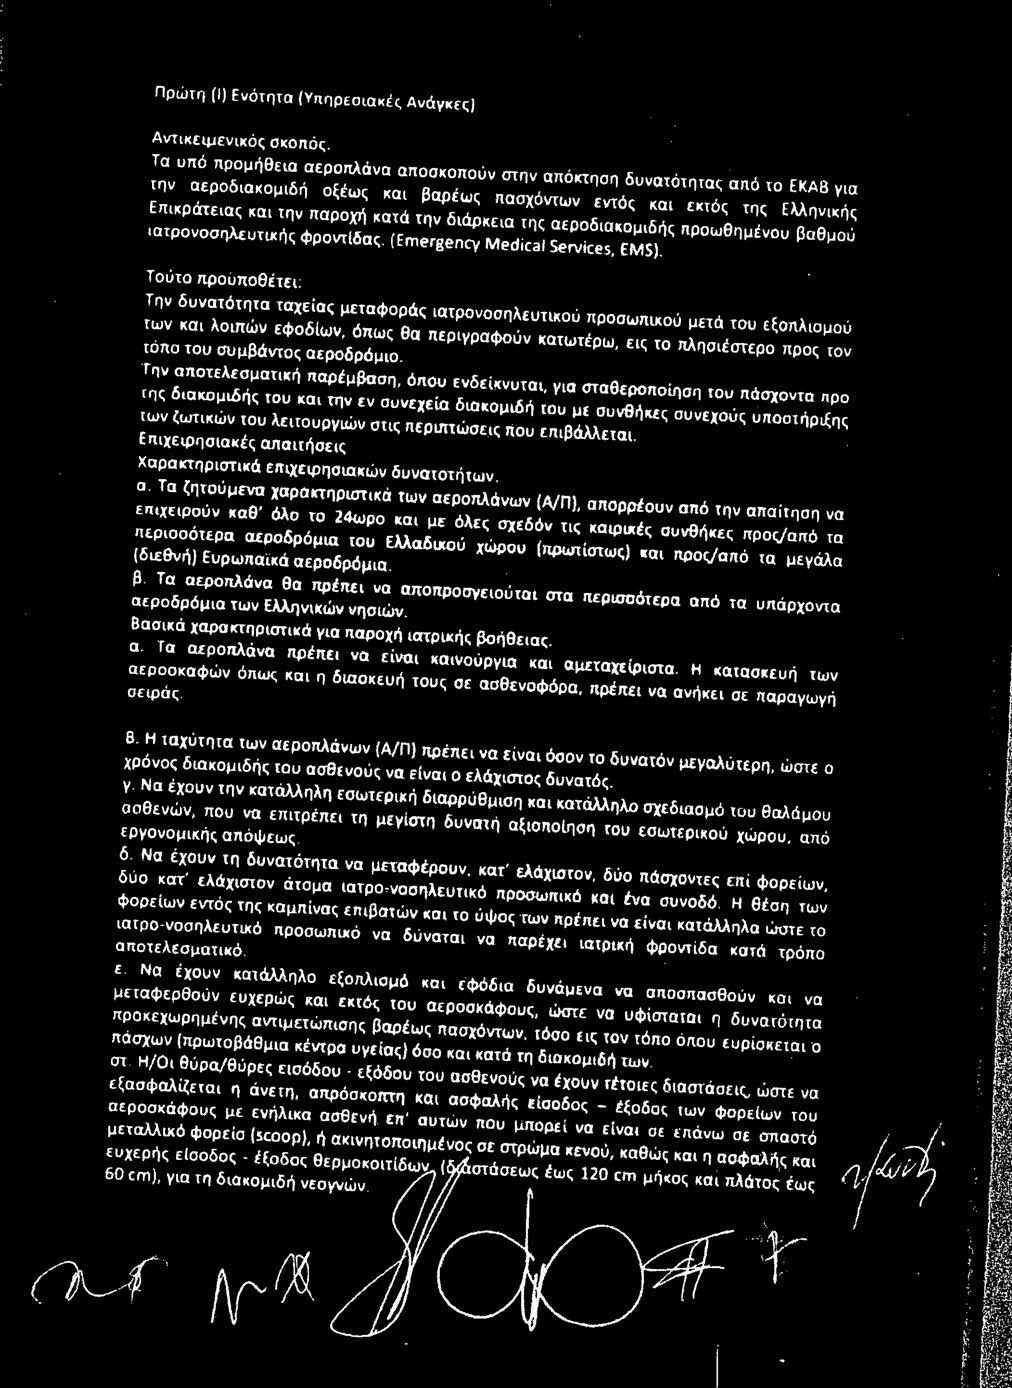 Πρώτη (Ι) Ενότητα (Υπηρεσιακές Ανάγκες)
Αντικειμενικός σκοπός.
Τα υπό προμήθεια αεροπλάνα αποσκοπούν στην απόκτηση δυνατότητας από το ΕΚΑΒ για
την αεροδιακομιδή οξέως και βαρέως πασχόντων εντός και εκτός της Ελληνικής
Επικράτειας και την παροχή κατά την διάρκεια της αεροδιακομιδής προωθημένου βαθμού
ιατρονοσηλευτικής φροντίδας. (Emergency Medical Services, EMS).
Τούτο προϋποθέτει:
Την δυνατότητα ταχείας μεταφοράς ιατρονοσηλευτικού προσωπικού μετά του εξοπλισμού
των και λοιπών εφοδίων, όπως θα περιγραφούν κατωτέρω, εις το πλησιέστερο προς τον
τόπο του συμβάντος αεροδρόμιο.
Την αποτελεσματική παρέμβαση, όπου ενδείκνυται, για σταθεροποίηση του πάσχοντα προ
της διακομιδής του και την εν συνεχεία διακομιδή του με συνθήκες συνεχούς υποστήριξης
των ζωτικών του λειτουργιών στις περιπτώσεις που επιβάλλεται.
Επιχειρησιακές απαιτήσεις
Χαρακτηριστικά επιχειρησιακών δυνατοτήτων.
α. Τα ζητούμενα χαρακτηριστικά των αεροπλάνων (Α/Π), απορρέουν από την απαίτηση να
επιχειρούν καθ' όλο το 24ωρο και με όλες σχεδόν τις καιρικές συνθήκες προς/από τα
περισσότερα αεροδρόμια του Ελλαδικού χώρου (πρωτίστως) και προς/από τα μεγάλα
(διεθνή) Ευρωπαϊκά αεροδρόμια.
β. Τα αεροπλάνα θα πρέπει να αποπροσγειούται στα περισσότερα από τα υπάρχοντα
αεροδρόμια των Ελληνικών νησιών.
Βασικά χαρακτηριστικά για παροχή ιατρικής βοήθειας.
α. Τα αεροπλάνα πρέπει να είναι καινούργια και αμεταχείριστα. Η κατασκευή των
αεροσκαφών όπως και η διασκευή τους σε ασθενοφόρα, πρέπει να ανήκει σε παραγωγή
σειράς.
Β. Η ταχύτητα των αεροπλάνων (Α/Π) πρέπει να είναι όσον το δυνατόν μεγαλύτερη, ώστε ο
χρόνος διακομιδής του ασθενούς να είναι ο ελάχιστος δυνατός.
γ. Να έχουν την κατάλληλη εσωτερική διαρρύθμιση και κατάλληλο σχεδιασμό του θαλάμου
ασθενών, που να επιτρέπει τη μεγίστη δυνατή αξιοποίηση του εσωτερικού χώρου, από
εργονομικής απόψεως.
δ. Να έχουν τη δυνατότητα να μεταφέρουν, κατ' ελάχιστον, δύο πάσχοντες επί φορείων,
δύο κατ' ελάχιστον άτομα ιατρο-νοσηλευτικό προσωπικό και ένα συνοδό. Η θέση των
φορείων εντός της καμπίνας επιβατών και το ύψος των πρέπει να είναι κατάλληλα ώστε το
ιατρο-νοσηλευτικό προσωπικό να δύναται να παρέχει ιατρική φροντίδα κατά τρόπο
αποτελεσματικό.
ε. Να έχουν κατάλληλο εξοπλισμό και εφόδια δυνάμενα να αποσπασθούν και να
μεταφερθούν ευχερώς και εκτός του αεροσκάφους, ώστε να υφίσταται η δυνατότητα
προκεχωρημένης αντιμετώπισης βαρέως πασχόντων, τόσο εις τον τόπο όπου ευρίσκεται ο
πάσχων (πρωτοβάθμια κέντρα υγείας) όσο και κατά τη διακομιδή των.
στ. Η/Οι θύρα/θύρες εισόδου - εξόδου του ασθενούς να έχουν τέτοιες διαστάσεις, ώστε να
εξασφαλίζεται η άνετη, απρόσκοπτη και ασφαλής είσοδος – έξοδος των φορείων του
αεροσκάφους με ενήλικα ασθενή επ' αυτών που μπορεί να είναι σε επάνω σε σπαστό
μεταλλικό φορείο (scoop), ή ακινητοποιημένος σε στρώμα κενού, καθώς και η ασφαλής και
ευχερής είσοδος - έξοδος θερμοκοιτίδων, (διαστάσεως έως 120 cm μήκος και πλάτος έως
60 cm), για τη διακομιδή νεογνών.